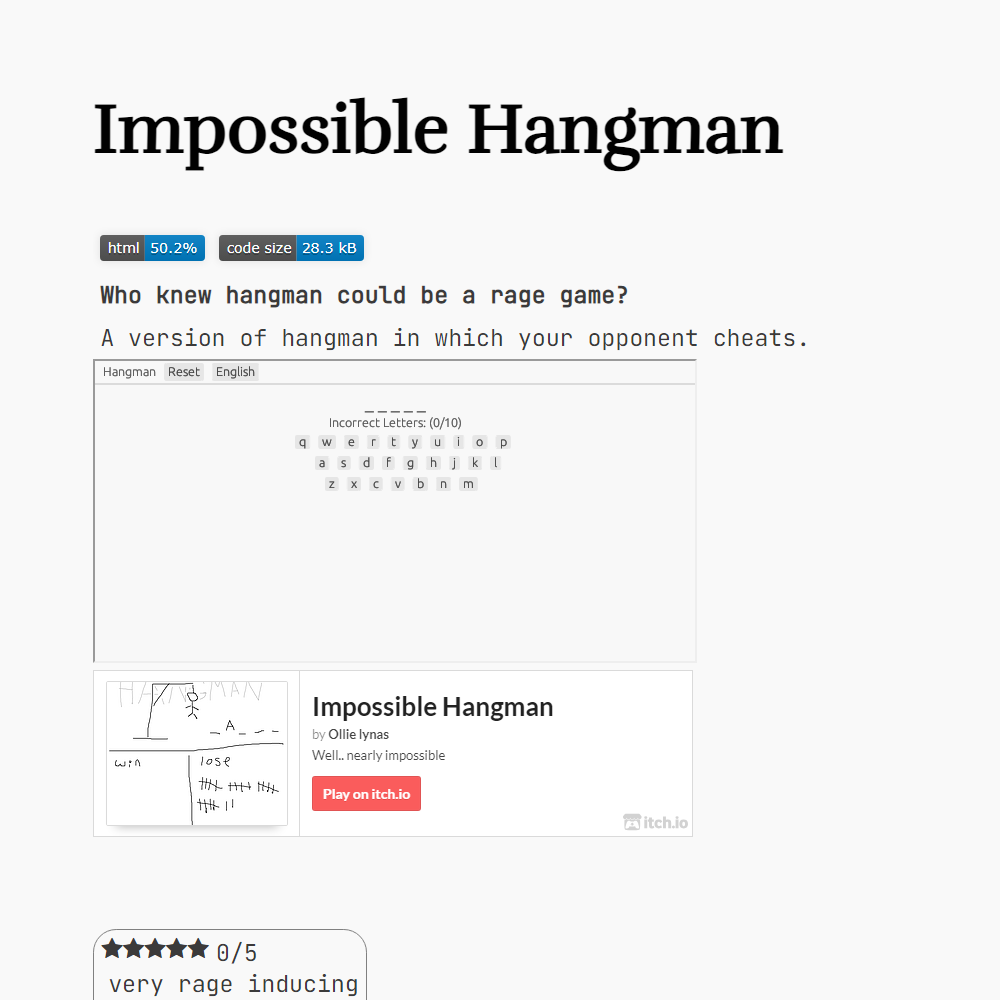 Impossible Hangman
html 50.2% code size 28.3 kB
Who knew hangman could be a rage game?
A version of hangman in which your opponent cheats.
Hangman Reset English
_ _ _ _ _
Incorrect Letters: (0/10)
q w e r t y u i o p
a s d f g h j k l
z x c v b n m
HANGMAN
_ A _ _ _
win lose
Impossible Hangman
by Ollie lynas
Well.. nearly impossible
Play on itch.io
itch.io
★★★★★ 0/5
very rage inducing